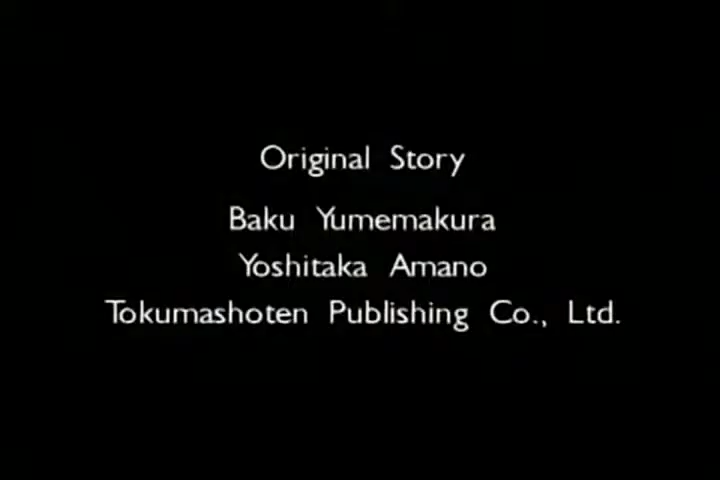 Original Story
Baku Yumemakura
Yoshitaka Amano
Tokumashoten Publishing Co., Ltd.